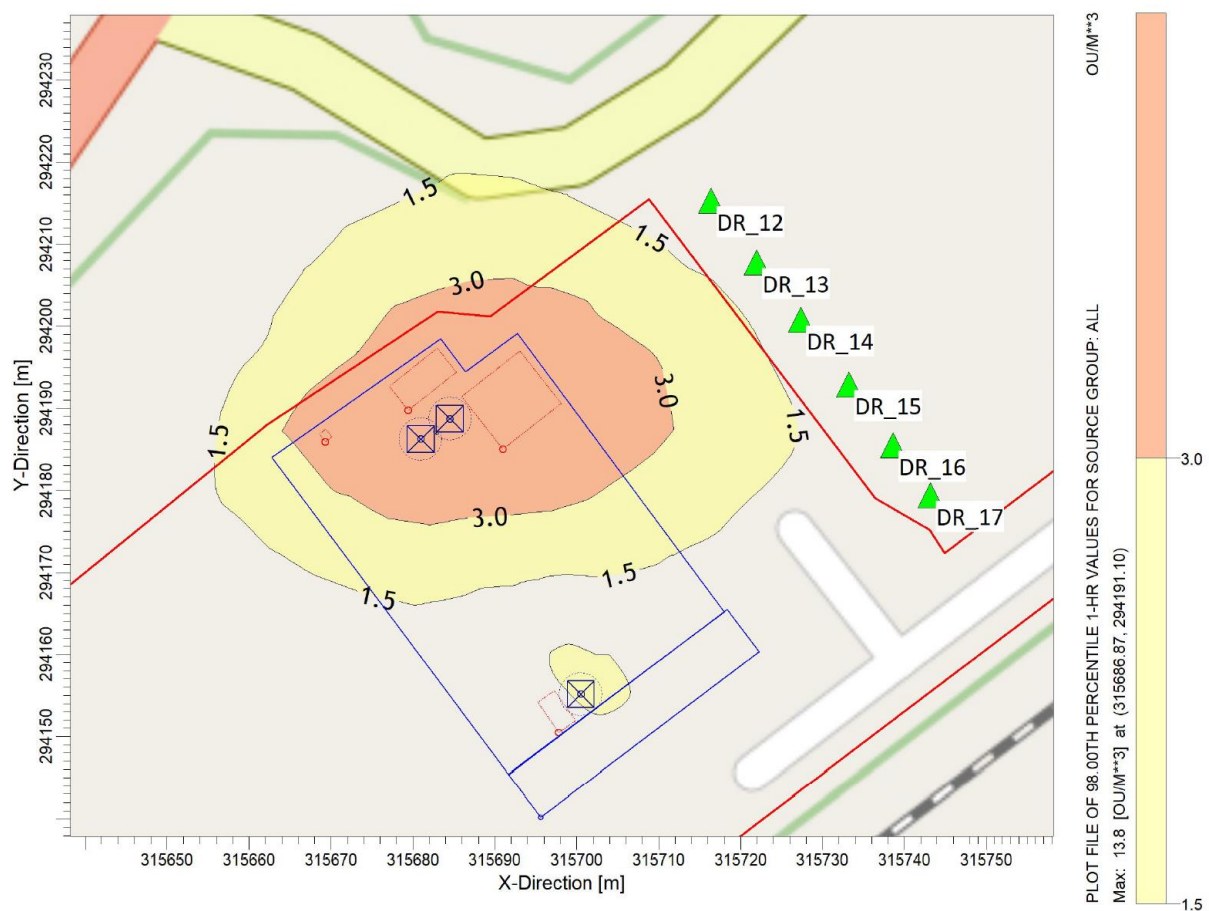 1.5
1.5
3.0
3.0
1.5
1.5
3.0
1.5
1.5
DR_12
DR_13
DR_14
DR_15
DR_16
DR_17
294230
294220
294210
294200
294190
294180
294170
294160
294150
Y-Direction [m]
315650 315660 315670 315680 315690 315700 315710 315720 315730 315740 315750
X-Direction [m]
PLOT FILE OF 98.00TH PERCENTILE 1-HR VALUES FOR SOURCE GROUP: ALL OU/M**3
Max: 13.8 [OU/M**3] at (315686.87, 294191.10)
3.0
1.5